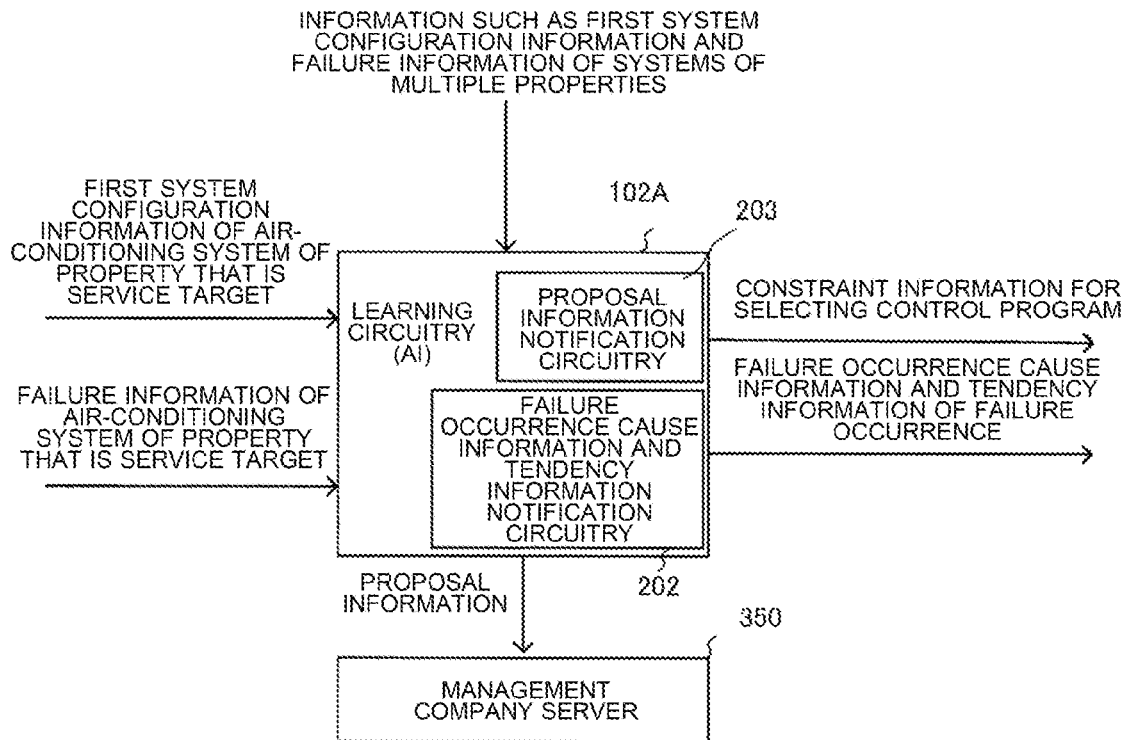 INFORMATION SUCH AS FIRST SYSTEM
CONFIGURATION INFORMATION AND
FAILURE INFORMATION OF SYSTEMS OF
MULTIPLE PROPERTIES
FIRST SYSTEM
CONFIGURATION
INFORMATION OF AIR-
CONDITIONING SYSTEM OF
PROPERTY THAT IS
SERVICE TARGET
102A
203
LEARNING
CIRCUITRY
(AI)
PROPOSAL
INFORMATION
NOTIFICATION
CIRCUITRY
CONSTRAINT INFORMATION FOR
SELECTING CONTROL PROGRAM
FAILURE INFORMATION OF
AIR-CONDITIONING
SYSTEM OF PROPERTY
THAT IS SERVICE TARGET
FAILURE
OCCURRENCE CAUSE
INFORMATION AND
TENDENCY
INFORMATION
NOTIFICATION
CIRCUITRY
FAILURE OCCURRENCE CAUSE
INFORMATION AND TENDENCY
INFORMATION OF FAILURE
OCCURRENCE
202
PROPOSAL
INFORMATION
350
MANAGEMENT
COMPANY SERVER